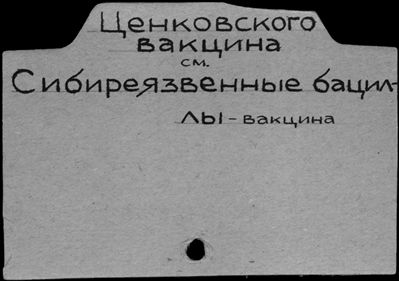 Ценковского
вакцина
см.
Сибиреязвенные бацил-
лы - вакцина